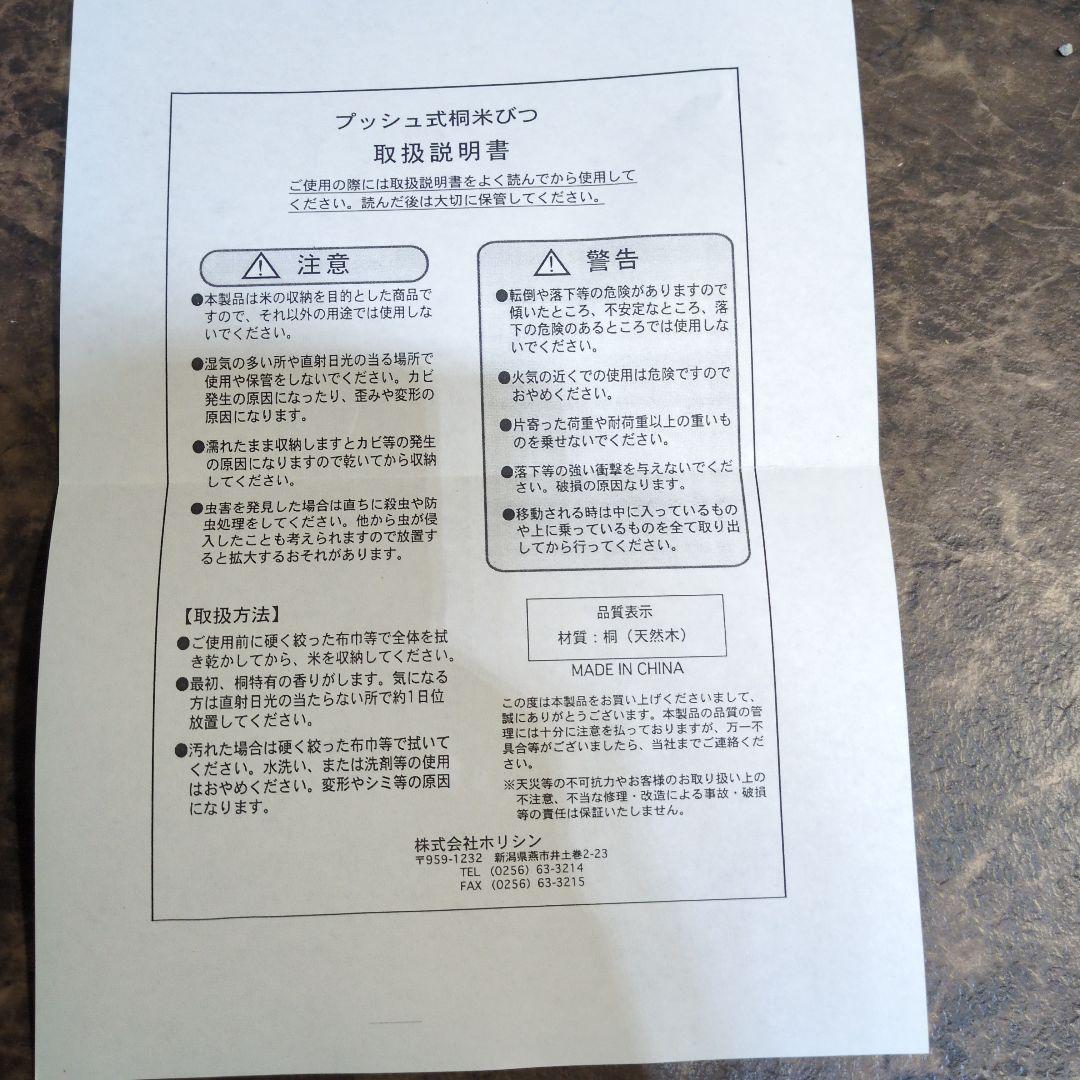 プッシュ式桐米びつ
取扱説明書
ご使用の際には取扱説明書をよく読んでから使用して
ください。読んだ後は大切に保管してください。
注意
●本製品は米の収納を目的とした商品で
すので、それ以外の用途では使用しな
いでください。
●湿気の多い所や直射日光の当る場所で
使用や保管をしないでください。カビ
発生の原因になったり、歪みや変形の
原因になります。
●濡れたまま収納しますとカビ等の発生
の原因になりますので乾いてから収納
してください。
●虫害を発見した場合は直ちに殺虫や防
虫処理をしてください。他から虫が侵
入したことも考えられますので放置す
ると拡大するおそれがあります。
警告
●転倒や落下等の危険がありますので
傾いたところ、不安定なところ、落
下の危険のあるところでは使用しな
いでください。
●火気の近くでの使用は危険ですので
おやめください。
●片寄った荷重や耐荷重以上の重いも
のを乗せないでください。
●落下等の強い衝撃を与えないでくだ
さい。破損の原因なります。
●移動される時は中に入っているもの
や上に乗っているものを全て取り出
してから行ってください。
【取扱方法】
●ご使用前に硬く絞った布巾等で全体を拭
き乾かしてから、米を収納してください。
●最初、桐特有の香りがします。気になる
方は直射日光の当たらない所で約1日位
放置してください。
●汚れた場合は硬く絞った布巾等で拭いて
ください。水洗い、または洗剤等の使用
はおやめください。変形やシミ等の原因
になります。
品質表示
材質：桐（天然木）
MADE IN CHINA
この度は本製品をお買い上げくださいまして、
誠にありがとうございます。本製品の品質の管
理には十分に注意を払っておりますが、万一不
具合等がございましたら、当社までご連絡くだ
さい。
※天災等の不可抗力やお客様のお取り扱い上の
不注意、不当な修理・改造による事故・破損
等の責任は保証いたしません。
株式会社ホリシン
〒959-1232 新潟県燕市井土巻2-23
TEL (0256) 63-3214
FAX (0256) 63-3215